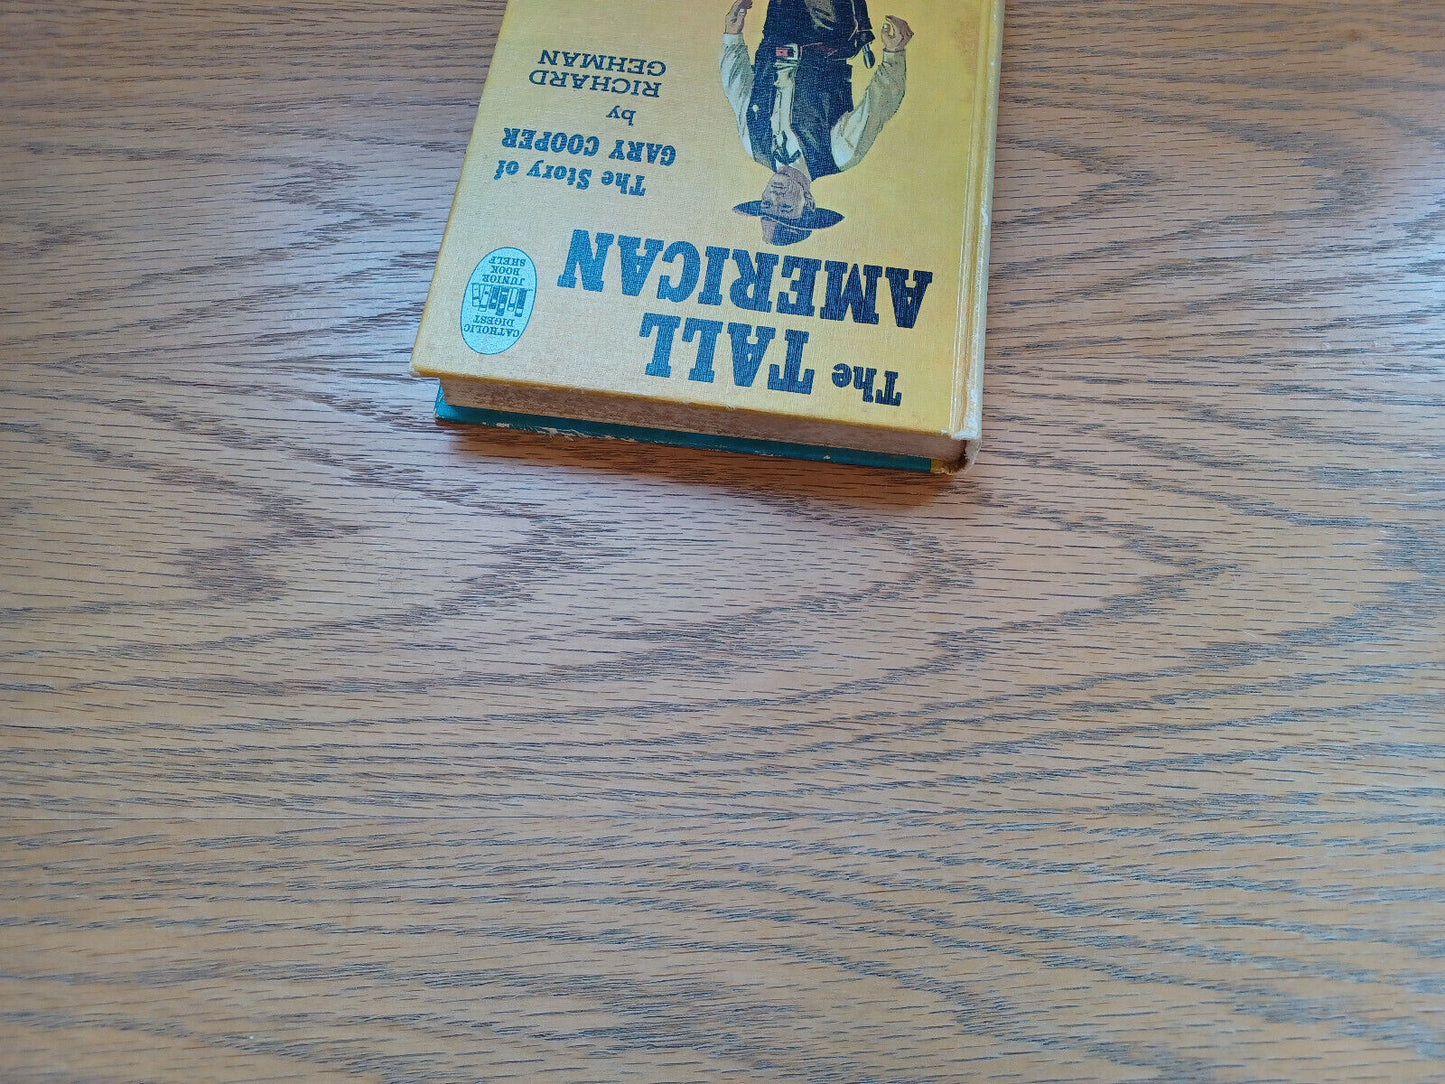 The TALL
AMERICAN
The Story of
GARY COOPER
by
RICHARD
GEHMAN
CATHOLIC
DIGEST
JUNIOR
BOOK
SHELF